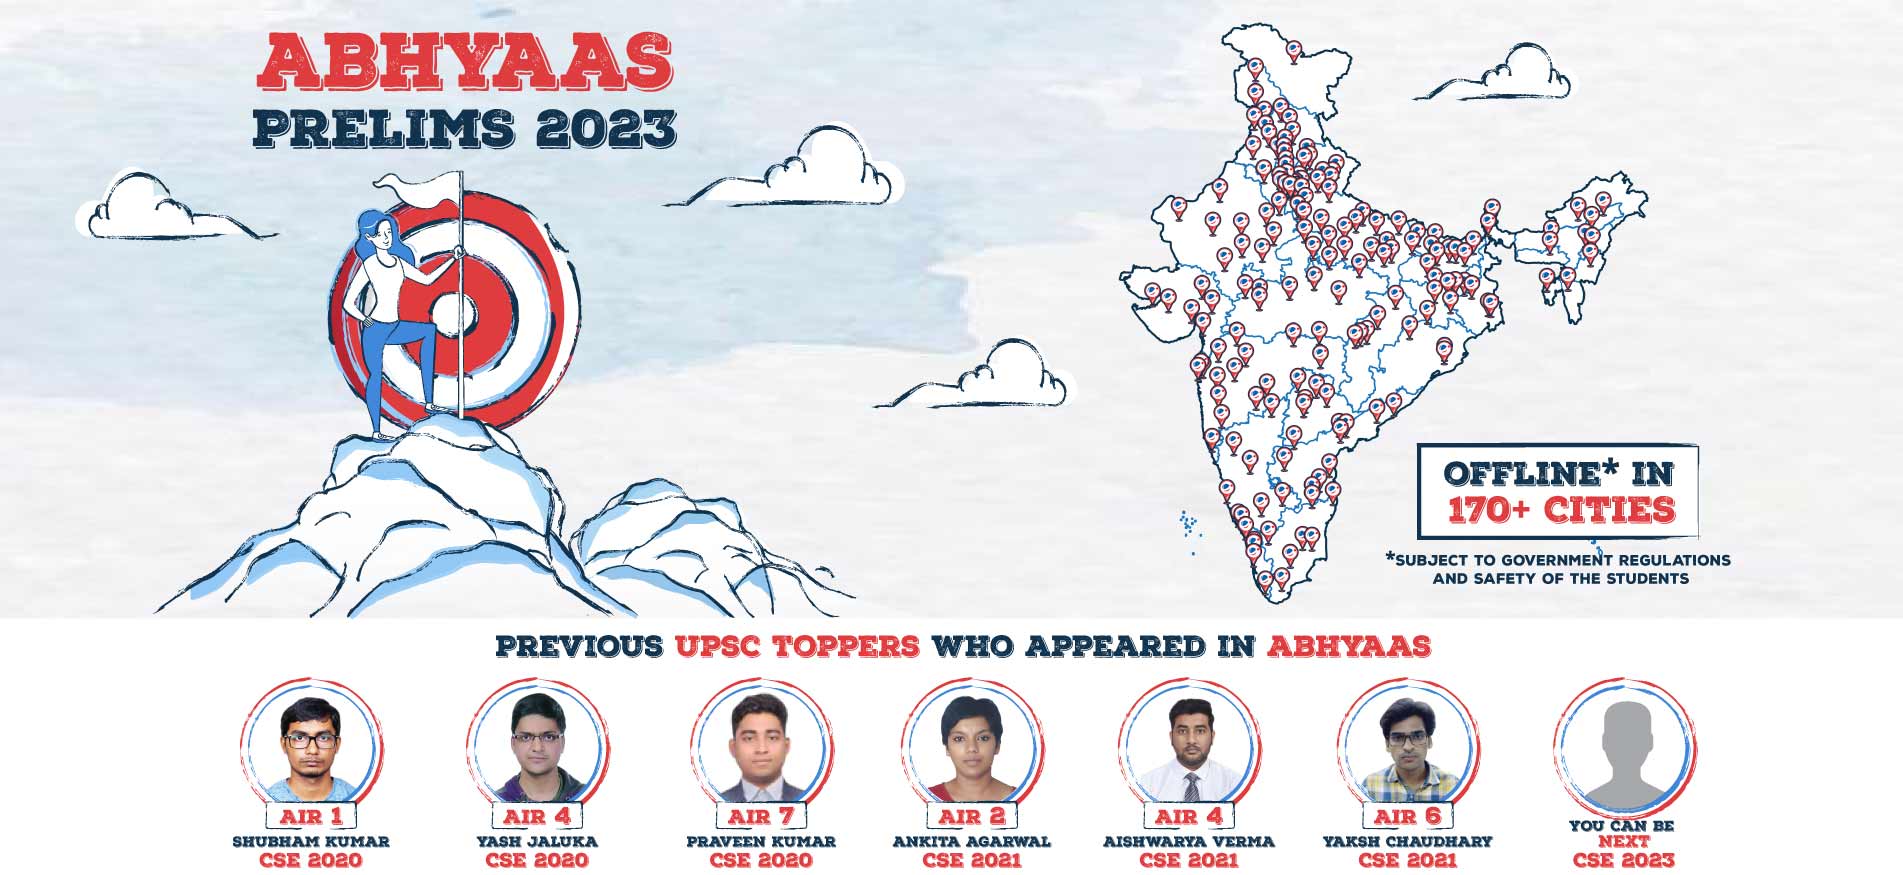 ABHYAAS
PRELIMS 2023
OFFLINE* IN
170+ CITIES
*SUBJECT TO GOVERNMENT REGULATIONS
AND SAFETY OF THE STUDENTS
PREVIOUS UPSC TOPPERS WHO APPEARED IN ABHYAAS
AIR 1
SHUBHAM KUMAR
CSE 2020
AIR 4
YASH JALUKA
CSE 2020
AIR 7
PRAVEEN KUMAR
CSE 2020
AIR 2
ANKITA AGARWAL
CSE 2021
AIR 4
AISHWARYA VERMA
CSE 2021
AIR 6
YAKSH CHAUDHARY
CSE 2021
YOU CAN BE
NEXT
CSE 2023